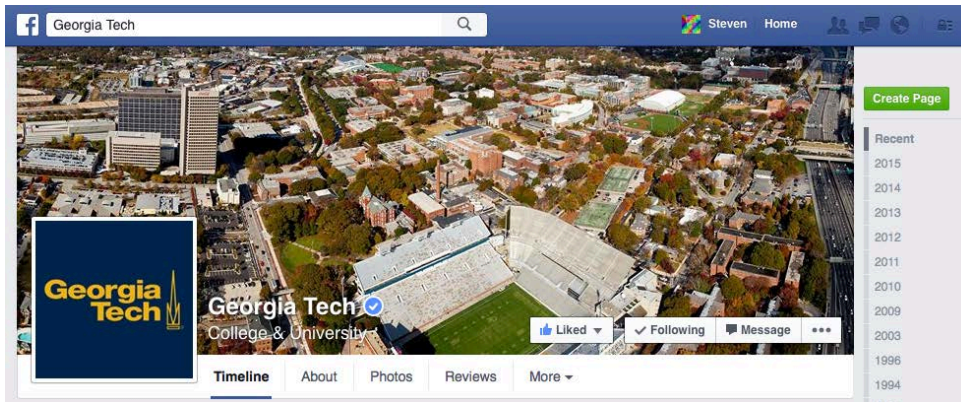 f Georgia Tech Steven Home
Create Page
Recent
2015
2014
2013
2012
2011
2010
2009
2003
1996
1994
Georgia
Tech
Georgia Tech
College & University
Liked Following Message
Timeline About Photos Reviews More